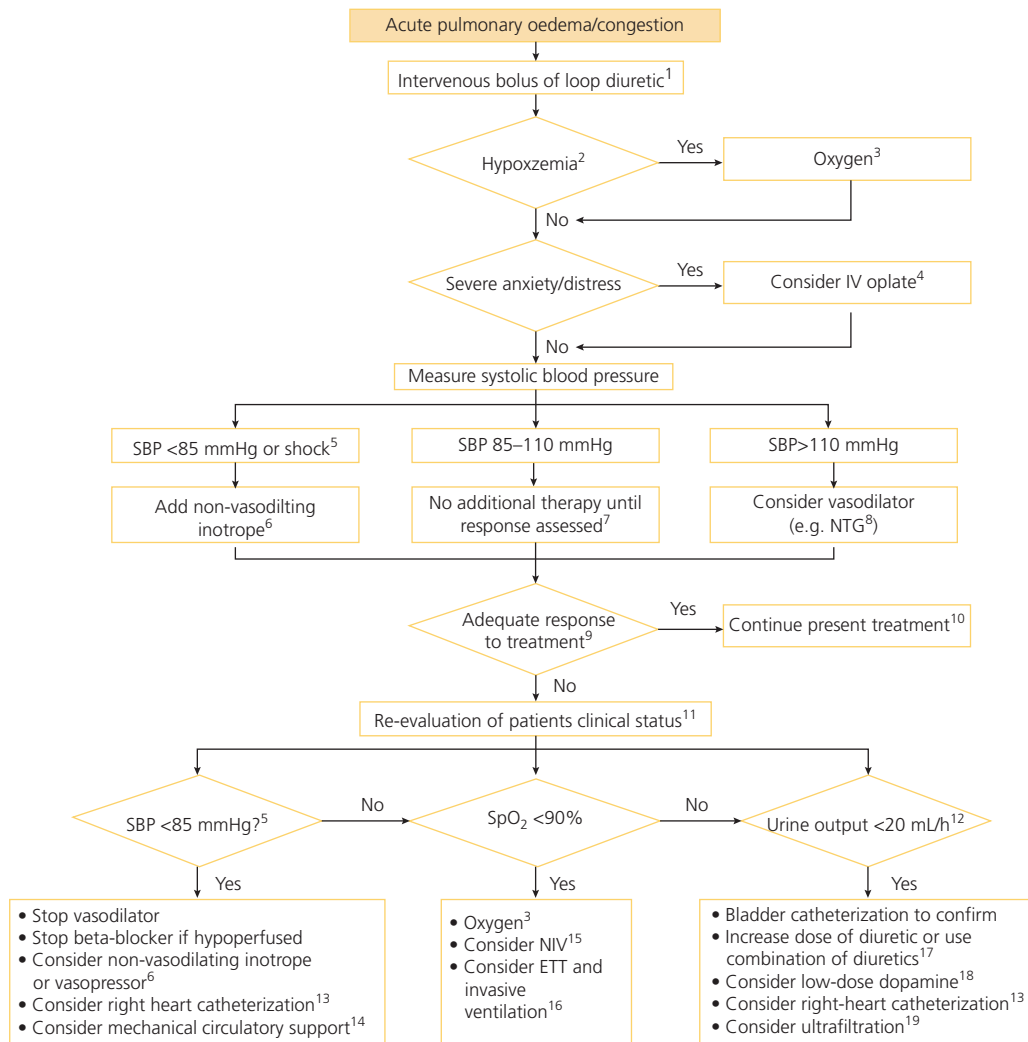 Acute pulmonary oedema/congestion
Intervenous bolus of loop diuretic1
Hypoxzemia2
Yes
Oxygen3
No
Severe anxiety/distress
Yes
Consider IV oplate4
No
Measure systolic blood pressure
SBP <85 mmHg or shock5
SBP 85–110 mmHg
SBP>110 mmHg
Add non-vasodilting
inotrope6
No additional therapy until
response assessed7
Consider vasodilator
(e.g. NTG8)
Adequate response
to treatment9
Yes
Continue present treatment10
No
Re-evaluation of patients clinical status11
SBP <85 mmHg?5
No
SpO2 <90%
No
Urine output <20 mL/h12
Yes
• Stop vasodilator
• Stop beta-blocker if hypoperfused
• Consider non-vasodilating inotrope
or vasopressor6
• Consider right heart catheterization13
• Consider mechanical circulatory support14
Yes
• Oxygen3
• Consider NIV15
• Consider ETT and
invasive
ventilation16
Yes
• Bladder catheterization to confirm
• Increase dose of diuretic or use
combination of diuretics17
• Consider low-dose dopamine18
• Consider right-heart catheterization13
• Consider ultrafiltration19